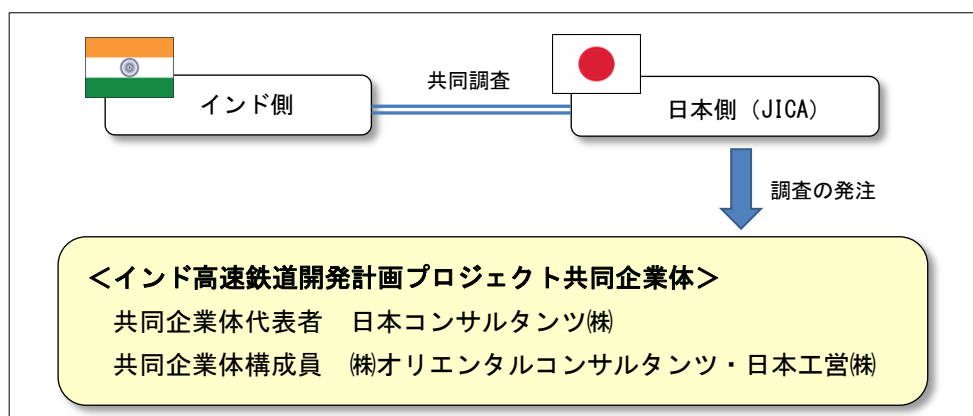 共同調査
インド側
日本側（JICA）
調査の発注
＜インド高速鉄道開発計画プロジェクト共同企業体＞
共同企業体代表者　日本コンサルタンツ㈱
共同企業体構成員　㈱オリエンタルコンサルタンツ・日本工営㈱